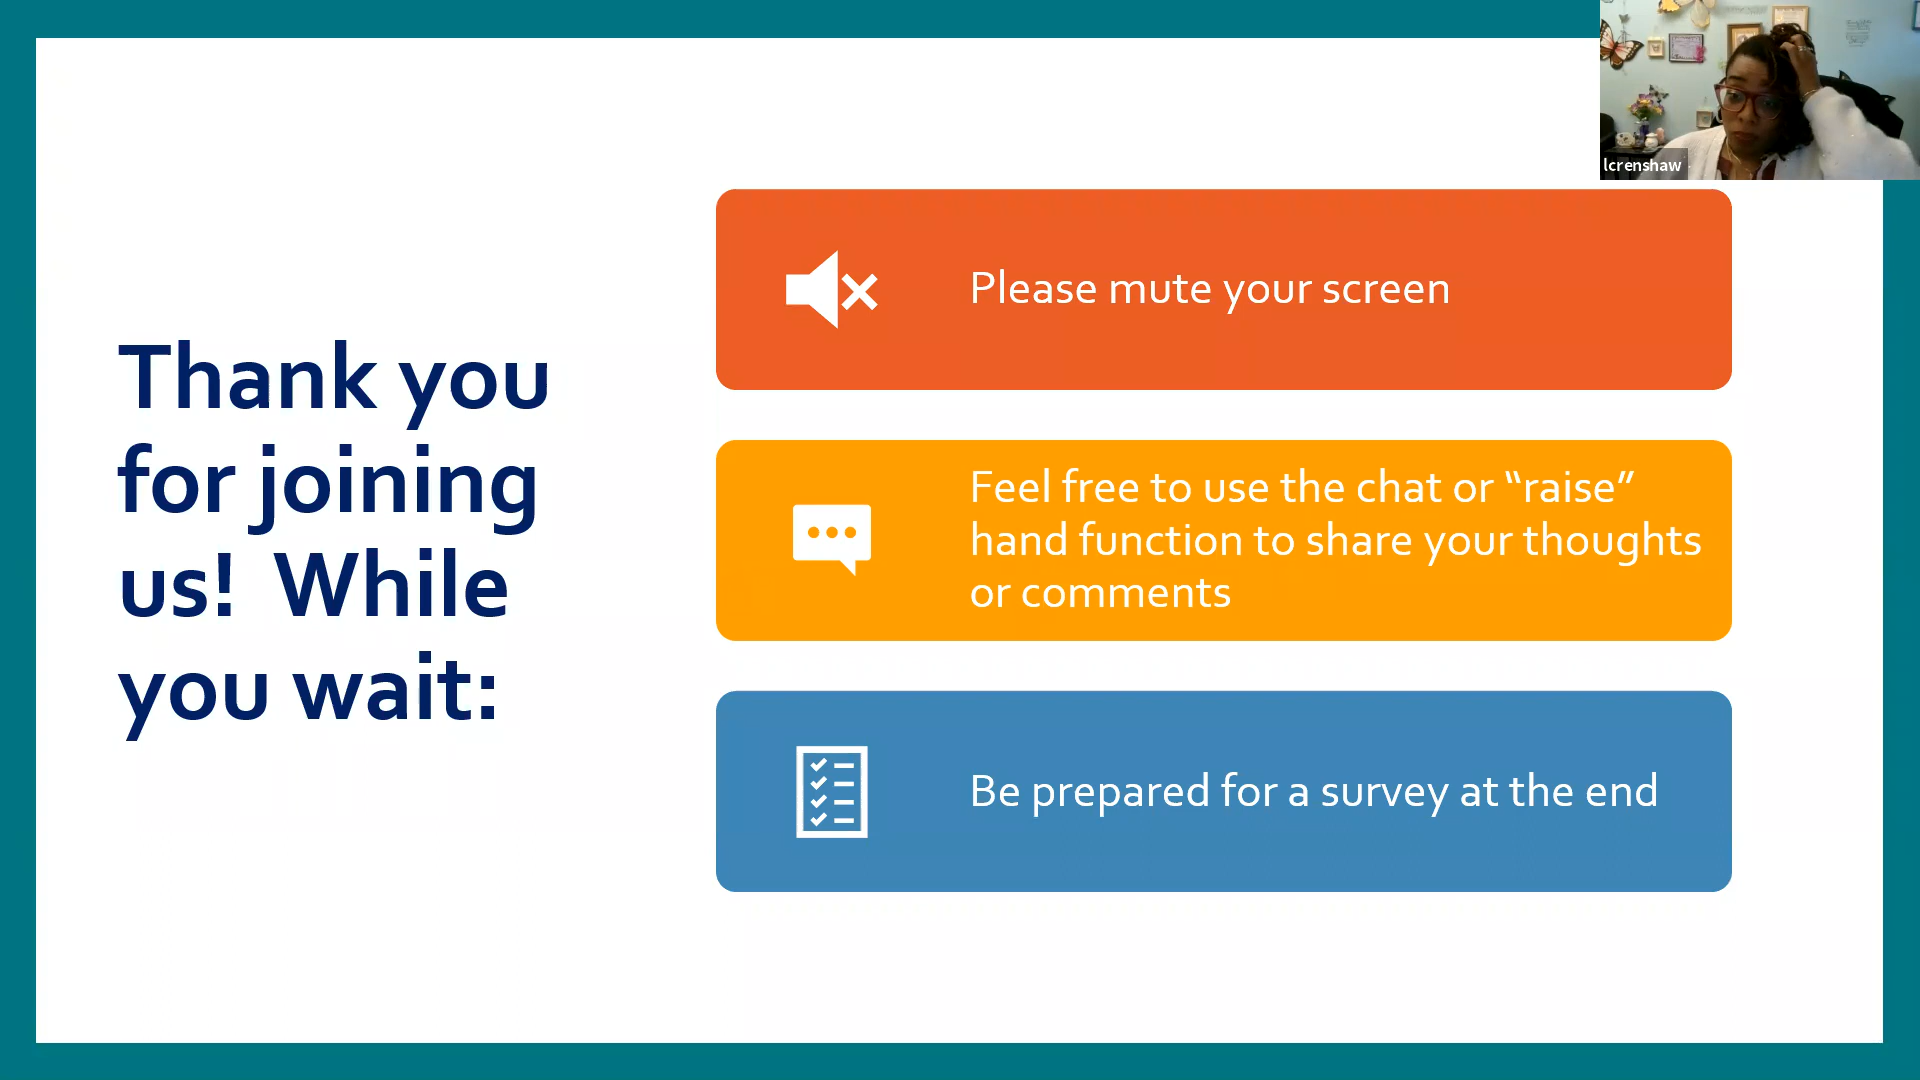 Thank you
for joining
us!  While
you wait:
Please mute your screen
Feel free to use the chat or “raise”
hand function to share your thoughts
or comments
Be prepared for a survey at the end
lcrenshaw